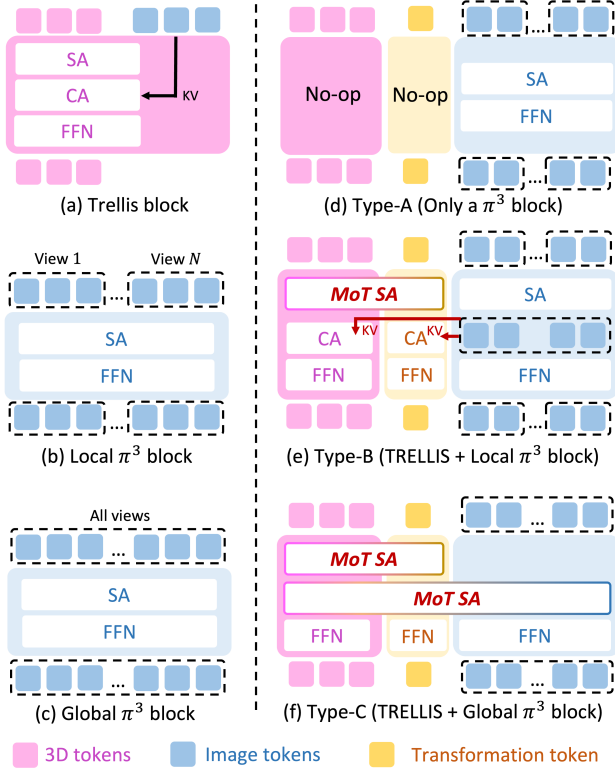 SA
CA
KV
FFN
(a) Trellis block
View 1
View N
...
SA
FFN
...
(b) Local π³ block
All views
...
SA
FFN
...
(c) Global π³ block
...
No-op
No-op
SA
FFN
...
(d) Type-A (Only a π³ block)
...
MoT SA
SA
CA
KV
CA
KV
FFN
FFN
FFN
...
(e) Type-B (TRELLIS + Local π³ block)
...
MoT SA
MoT SA
FFN
FFN
FFN
...
(f) Type-C (TRELLIS + Global π³ block)
3D tokens
Image tokens
Transformation token